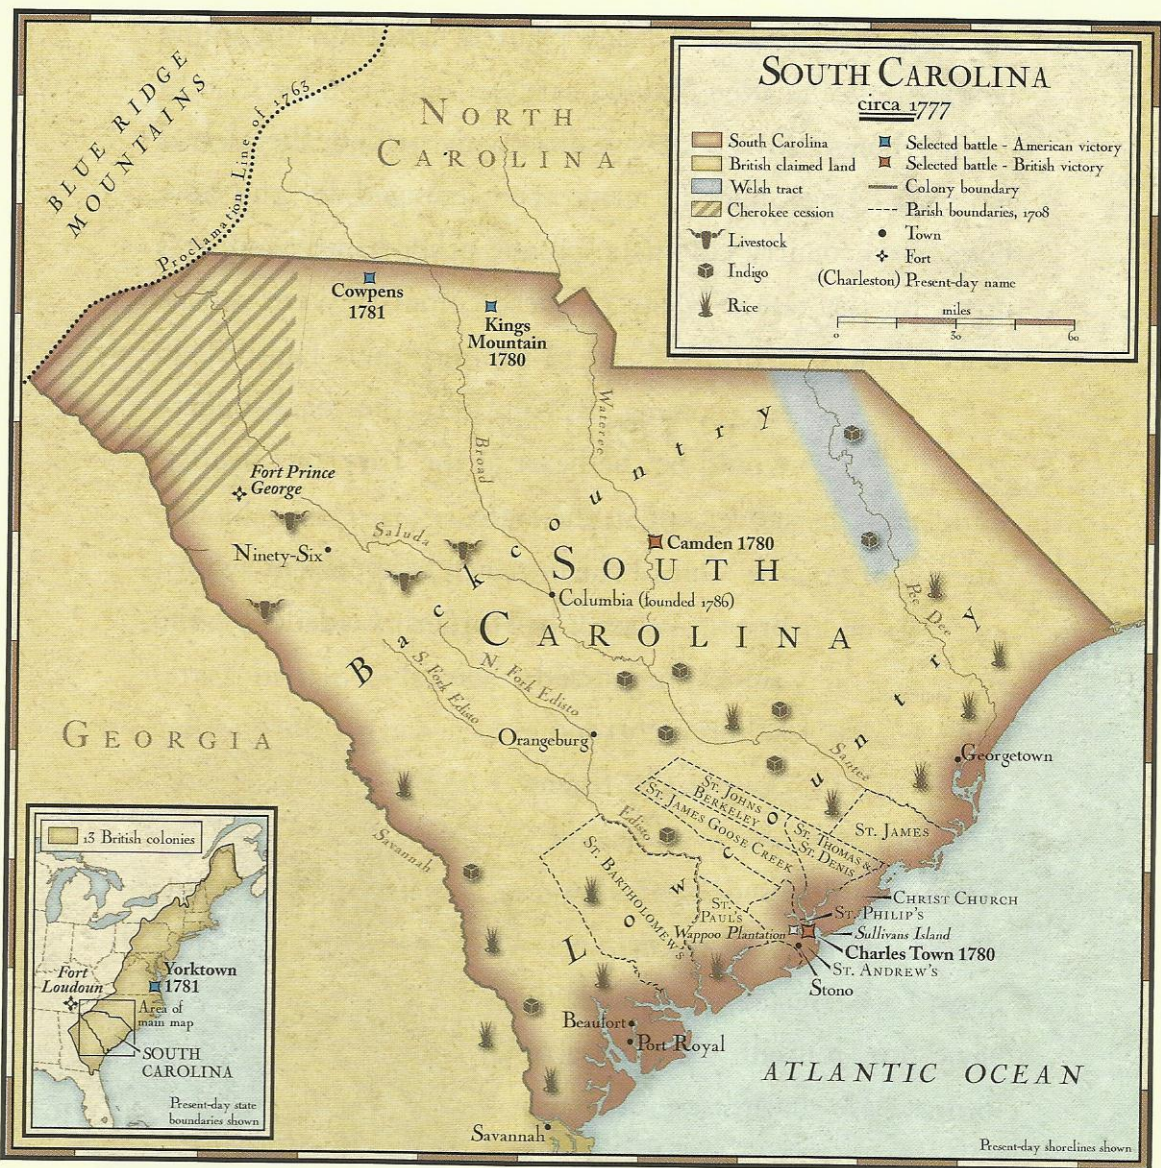 SOUTH CAROLINA
circa 1777
South Carolina
British claimed land
Welsh tract
Cherokee cession
Livestock
Indigo
Rice
Selected battle - American victory
Selected battle - British victory
Colony boundary
Parish boundaries, 1708
Town
Fort
(Charleston) Present-day name
miles
0 30 60
BLUE RIDGE
MOUNTAINS
Proclamation Line of 1763
NORTH
CAROLINA
Cowpens
1781
Kings
Mountain
1780
Wateree
Broad
Fort Prince
George
Ninety-Six
Saluda
Backcountry
Camden 1780
SOUTH
CAROLINA
Columbia (founded 1786)
Pee Dee
N. Fork Edisto
S. Fork Edisto
Orangeburg
GEORGIA
Santee
Georgetown
Low Country
Savannah
Edisto
ST. JOHNS
BERKELEY
ST. JAMES GOOSE CREEK
ST. THOMAS &
ST. DENIS
ST. JAMES
ST. BARTHOLOMEW'S
ST.
PAUL'S
CHRIST CHURCH
ST. PHILIP'S
Wappoo Plantation
Sullivans Island
Charles Town 1780
ST. ANDREW'S
Stono
Beaufort
Port Royal
ATLANTIC OCEAN
Savannah
Present-day shorelines shown
13 British colonies
Fort
Loudoun
Yorktown
1781
Area of
main map
SOUTH
CAROLINA
Present-day state
boundaries shown